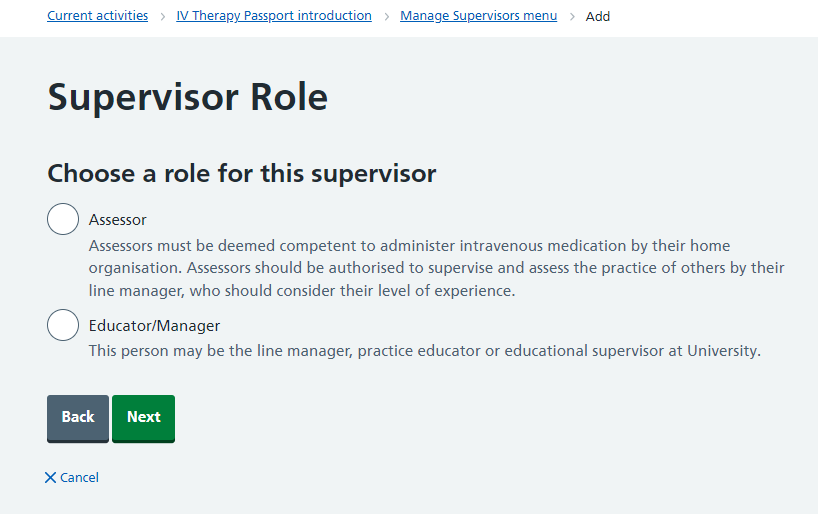 Current activities > IV Therapy Passport introduction > Manage Supervisors menu > Add
Supervisor Role
Choose a role for this supervisor
Assessor
Assessors must be deemed competent to administer intravenous medication by their home
organisation. Assessors should be authorised to supervise and assess the practice of others by their
line manager, who should consider their level of experience.
Educator/Manager
This person may be the line manager, practice educator or educational supervisor at University.
Back Next
Cancel